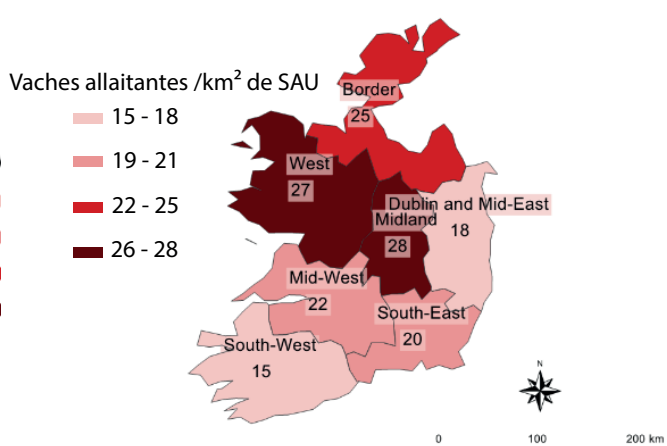 Vaches allaitantes /km² de SAU
15 - 18
19 - 21
22 - 25
26 - 28
Border
25
West
27
Dublin and Mid-East
18
Midland
28
Mid-West
22
South-East
20
South-West
15
N
0 100 200 km